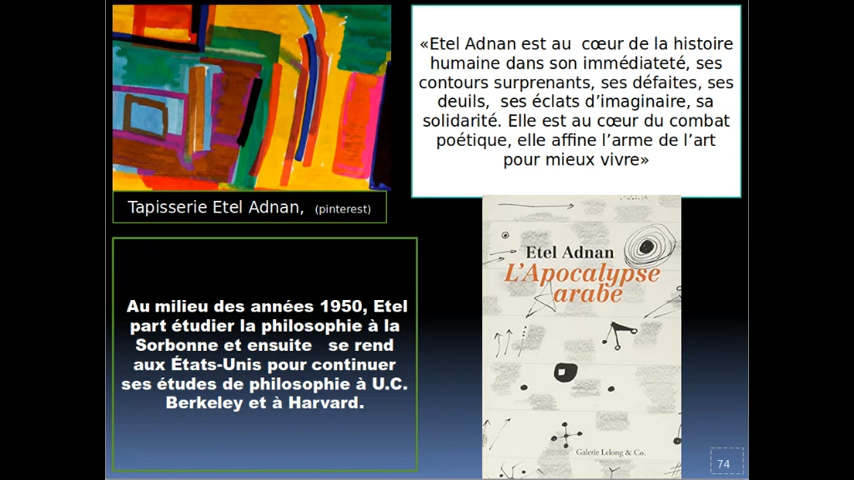 «Etel Adnan est au cœur de la histoire
humaine dans son immédiateté, ses
contours surprenants, ses défaites, ses
deuils, ses éclats d’imaginaire, sa
solidarité. Elle est au cœur du combat
poétique, elle affine l’arme de l’art
pour mieux vivre»
Tapisserie Etel Adnan, (pinterest)
Au milieu des années 1950, Etel
part étudier la philosophie à la
Sorbonne et ensuite se rend
aux États-Unis pour continuer
ses études de philosophie à U.C.
Berkeley et à Harvard.
Etel Adnan
L’Apocalypse
arabe
Galerie Lelong & Co.
74